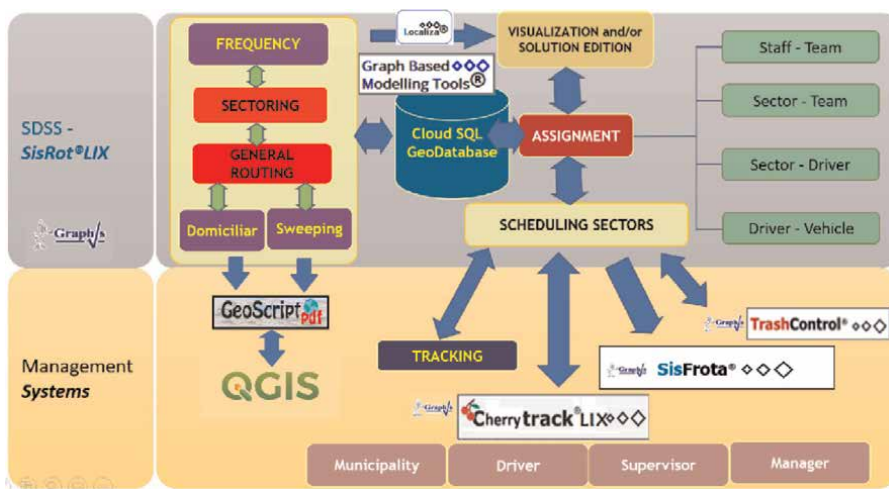 SDSS -
SisRot®LIX
Graphs
FREQUENCY
SECTORING
GENERAL
ROUTING
Domiciliar
Sweeping
Localiza®
Graph Based
Modelling Tools®
Cloud SQL
GeoDatabase
VISUALIZATION and/or
SOLUTION EDITION
ASSIGNMENT
SCHEDULING SECTORS
Staff - Team
Sector - Team
Sector - Driver
Driver - Vehicle
Management
Systems
GeoScript pdf
QGIS
TRACKING
Graphs Cherrytrack®LIX
Graphs SisFrota®
Graphs TrashControl®
Municipality
Driver
Supervisor
Manager